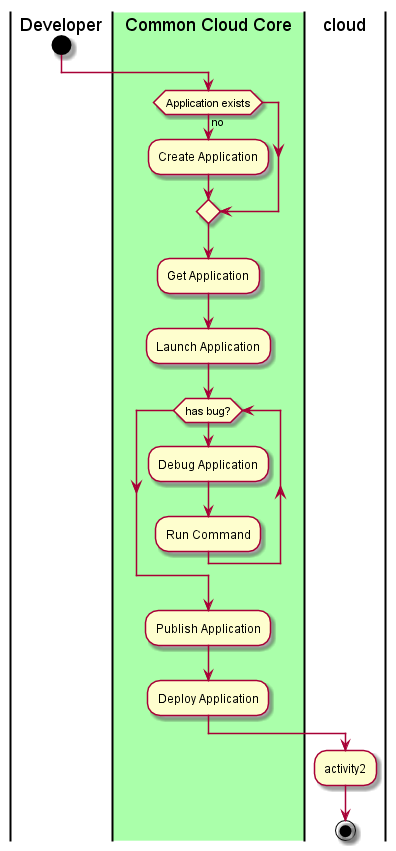 Developer
Common Cloud Core
cloud
Application exists
no
Create Application
Get Application
Launch Application
has bug?
Debug Application
Run Command
Publish Application
Deploy Application
activity2